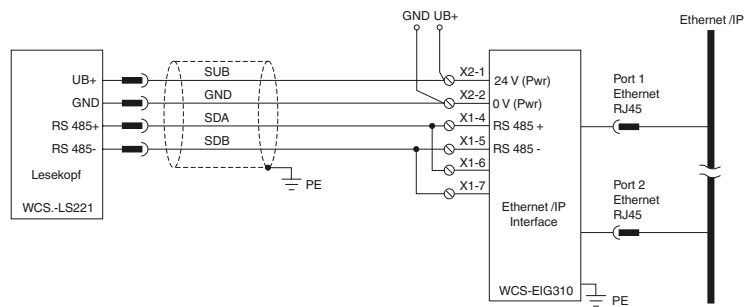 GND UB+
Ethernet /IP
UB+
SUB
X2-1
24 V (Pwr)
GND
GND
X2-2
0 V (Pwr)
RS 485+
SDA
X1-4
RS 485 +
RS 485-
SDB
X1-5
RS 485 -
X1-6
X1-7
Lesekopf
WCS.-LS221
PE
Port 1
Ethernet
RJ45
Ethernet /IP
Interface
Port 2
Ethernet
RJ45
WCS-EIG310
PE